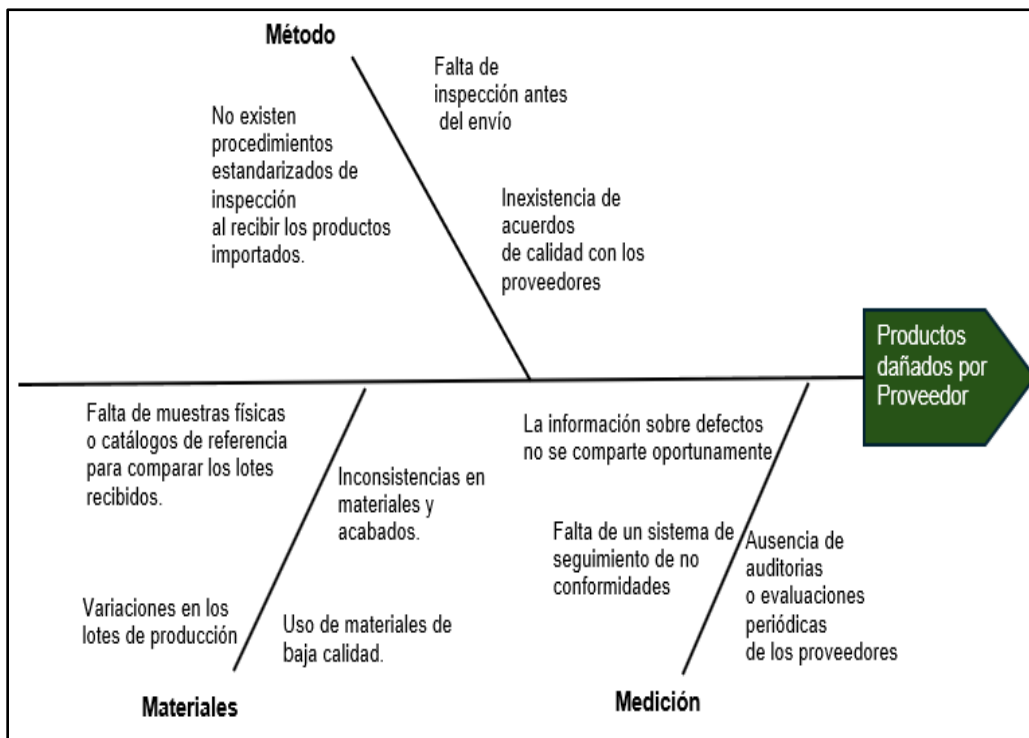 Método
Falta de
inspección antes
del envío
No existen
procedimientos
estandarizados de
inspección
al recibir los productos
importados.
Inexistencia de
acuerdos
de calidad con los
proveedores
Productos
dañados por
Proveedor
Falta de muestras físicas
o catálogos de referencia
para comparar los lotes
recibidos.
Inconsistencias en
materiales y
acabados.
Variaciones en los
lotes de producción
Uso de materiales de
baja calidad.
Materiales
La información sobre defectos
no se comparte oportunamente
Falta de un sistema de
seguimiento de no
conformidades
Ausencia de
auditorias
o evaluaciones
periódicas
de los proveedores
Medición